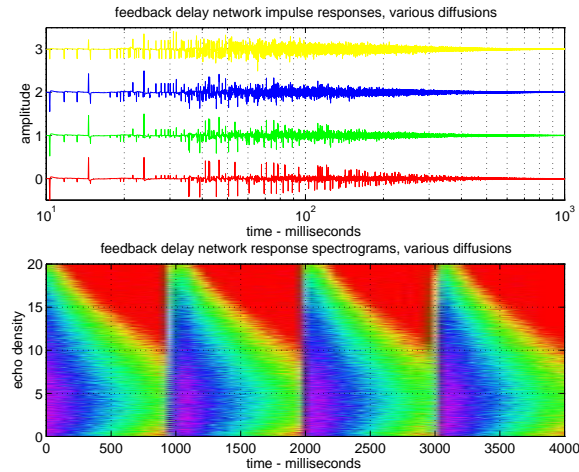 feedback delay network impulse responses, various diffusions
amplitude
3
2
1
0
10^1
10^2
10^3
time - milliseconds
feedback delay network response spectrograms, various diffusions
echo density
20
15
10
5
0
0 500 1000 1500 2000 2500 3000 3500 4000
time - milliseconds